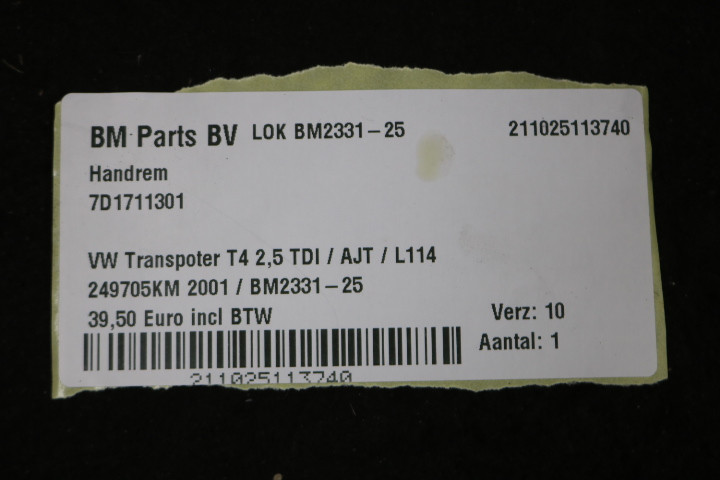 BM Parts BV LOK BM2331-25 211025113740
Handrem
7D1711301
VW Transpoter T4 2,5 TDI / AJT / L114
249705KM 2001 / BM2331-25
39,50 Euro incl BTW
Verz: 10
Aantal: 1
211025113740